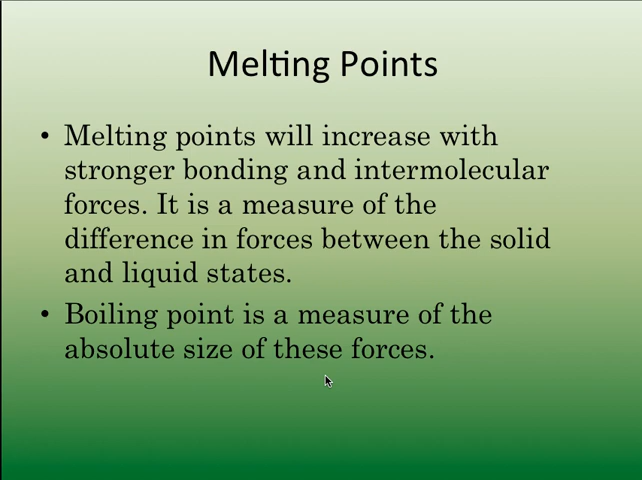 Melting Points
• Melting points will increase with
stronger bonding and intermolecular
forces. It is a measure of the
difference in forces between the solid
and liquid states.
• Boiling point is a measure of the
absolute size of these forces.